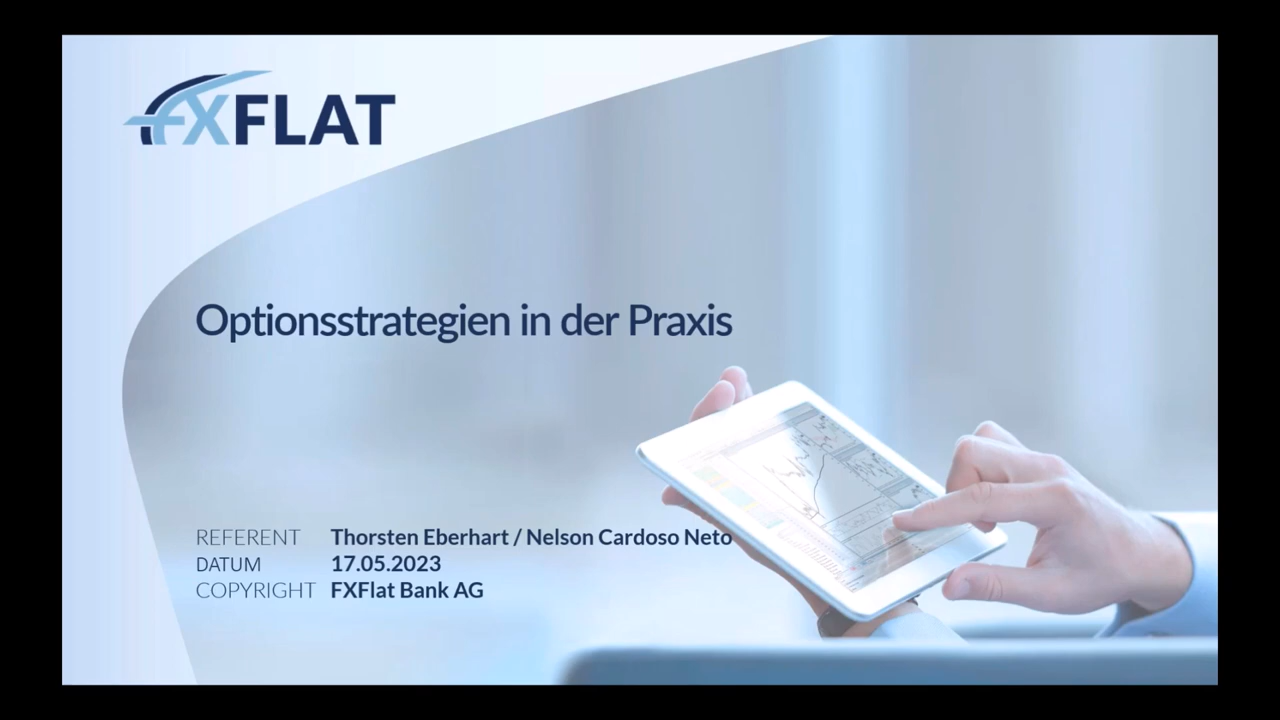 FXFLAT
Optionsstrategien in der Praxis
REFERENT Thorsten Eberhart / Nelson Cardoso Neto
DATUM 17.05.2023
COPYRIGHT FXFlat Bank AG